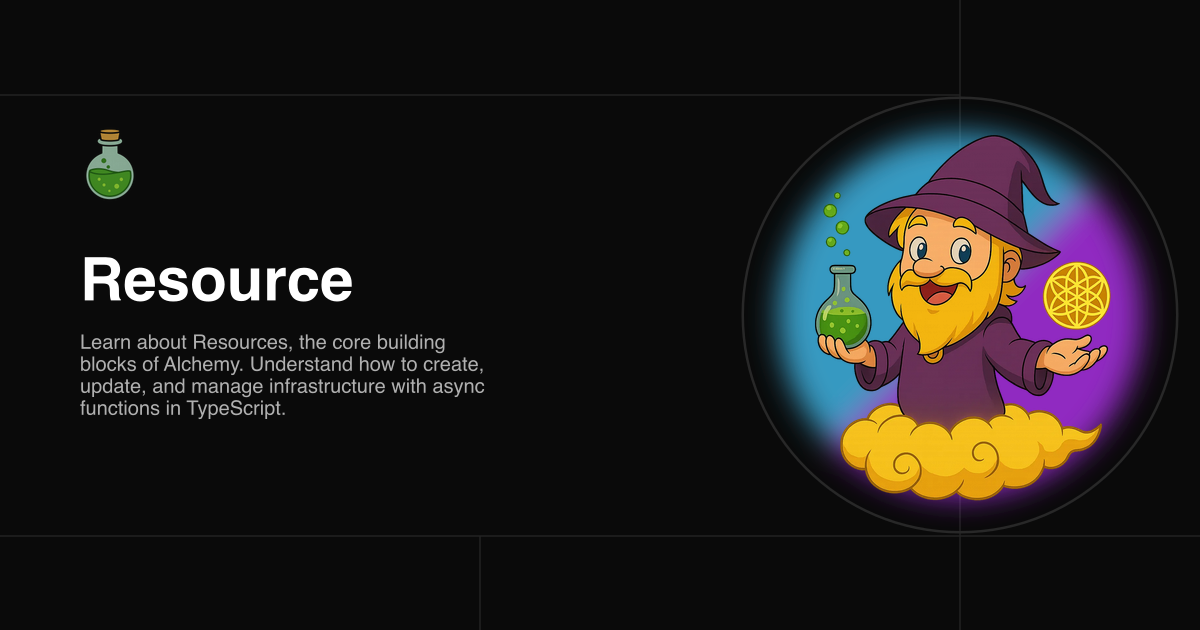 Resource
Learn about Resources, the core building
blocks of Alchemy. Understand how to create,
update, and manage infrastructure with async
functions in TypeScript.